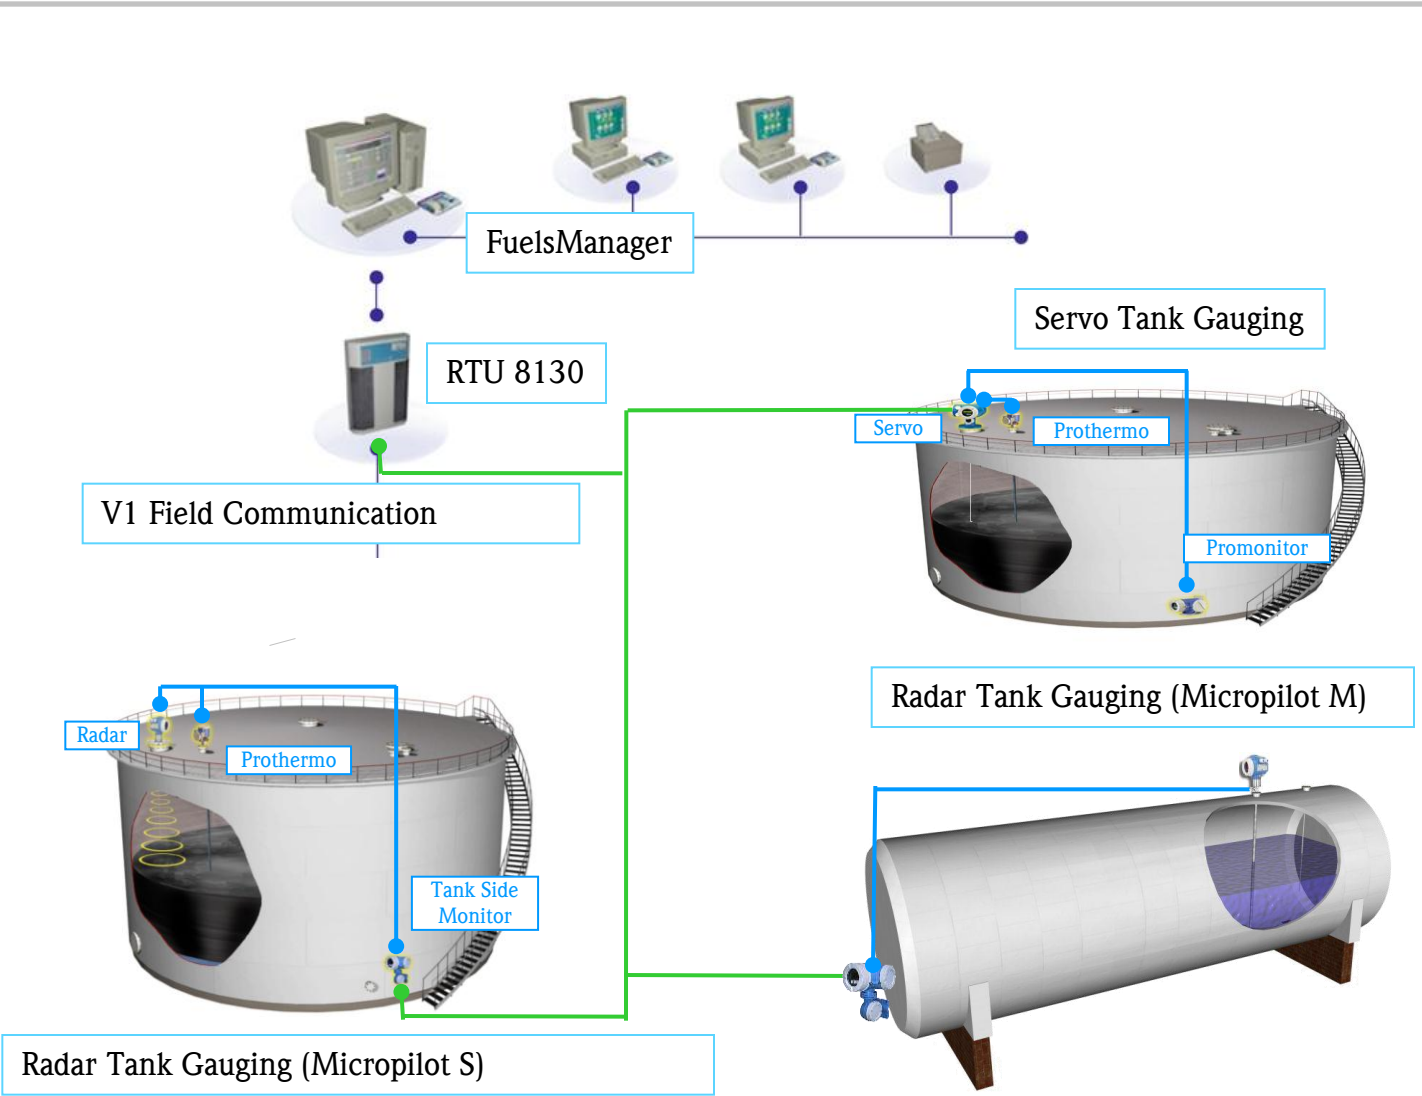 FuelsManager
Servo Tank Gauging
RTU 8130
Servo
Prothermo
V1 Field Communication
Promonitor
Radar Tank Gauging (Micropilot M)
Radar
Prothermo
Tank Side
Monitor
Radar Tank Gauging (Micropilot S)